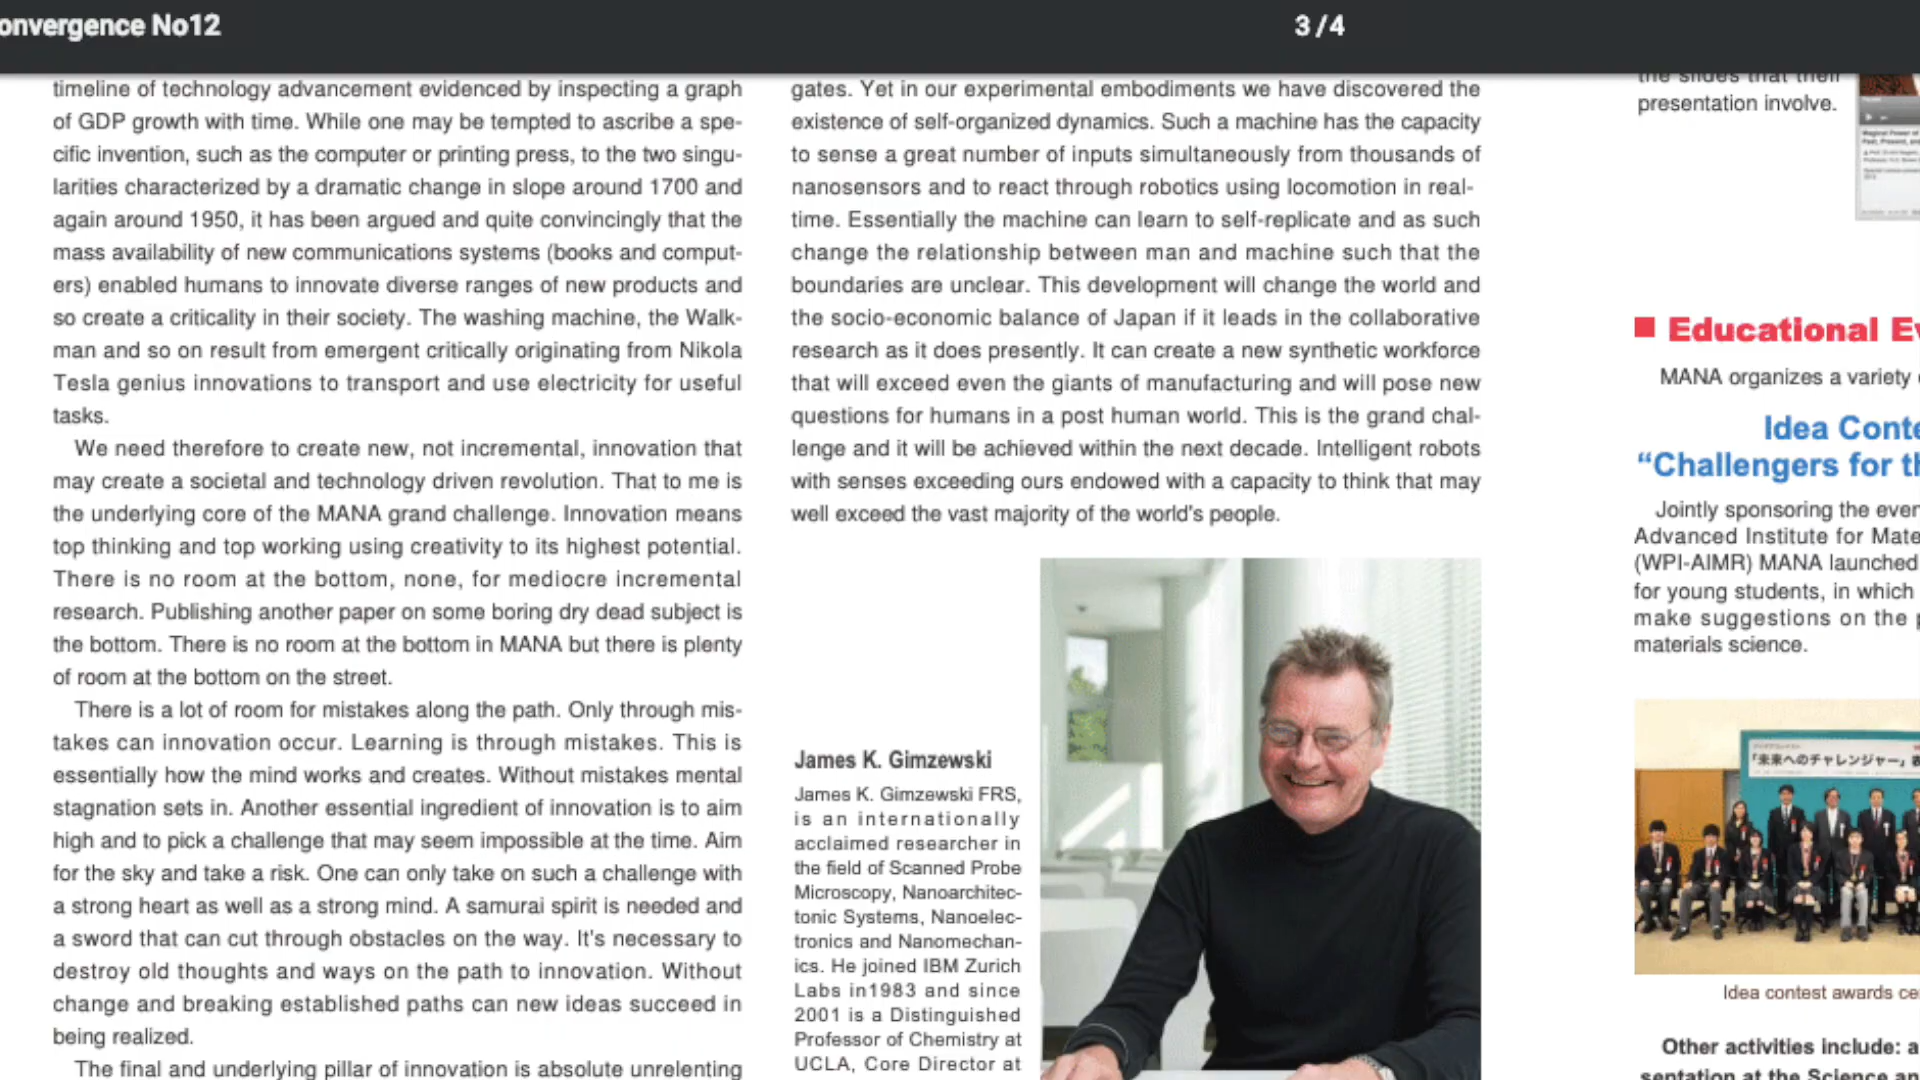 onvergence No12
3 / 4
timeline of technology advancement evidenced by inspecting a graph
of GDP growth with time. While one may be tempted to ascribe a spe-
cific invention, such as the computer or printing press, to the two singu-
larities characterized by a dramatic change in slope around 1700 and
again around 1950, it has been argued and quite convincingly that the
mass availability of new communications systems (books and comput-
ers) enabled humans to innovate diverse ranges of new products and
so create a criticality in their society. The washing machine, the Walk-
man and so on result from emergent critically originating from Nikola
Tesla genius innovations to transport and use electricity for useful
tasks.
We need therefore to create new, not incremental, innovation that
may create a societal and technology driven revolution. That to me is
the underlying core of the MANA grand challenge. Innovation means
top thinking and top working using creativity to its highest potential.
There is no room at the bottom, none, for mediocre incremental
research. Publishing another paper on some boring dry dead subject is
the bottom. There is no room at the bottom in MANA but there is plenty
of room at the bottom on the street.
There is a lot of room for mistakes along the path. Only through mis-
takes can innovation occur. Learning is through mistakes. This is
essentially how the mind works and creates. Without mistakes mental
stagnation sets in. Another essential ingredient of innovation is to aim
high and to pick a challenge that may seem impossible at the time. Aim
for the sky and take a risk. One can only take on such a challenge with
a strong heart as well as a strong mind. A samurai spirit is needed and
a sword that can cut through obstacles on the way. It's necessary to
destroy old thoughts and ways on the path to innovation. Without
change and breaking established paths can new ideas succeed in
being realized.
The final and underlying pillar of innovation is absolute unrelenting
gates. Yet in our experimental embodiments we have discovered the
existence of self-organized dynamics. Such a machine has the capacity
to sense a great number of inputs simultaneously from thousands of
nanosensors and to react through robotics using locomotion in real-
time. Essentially the machine can learn to self-replicate and as such
change the relationship between man and machine such that the
boundaries are unclear. This development will change the world and
the socio-economic balance of Japan if it leads in the collaborative
research as it does presently. It can create a new synthetic workforce
that will exceed even the giants of manufacturing and will pose new
questions for humans in a post human world. This is the grand chal-
lenge and it will be achieved within the next decade. Intelligent robots
with senses exceeding ours endowed with a capacity to think that may
well exceed the vast majority of the world's people.
James K. Gimzewski
James K. Gimzewski FRS,
is an internationally
acclaimed researcher in
the field of Scanned Probe
Microscopy, Nanoarchitec-
tonic Systems, Nanoelec-
tronics and Nanomechan-
ics. He joined IBM Zurich
Labs in1983 and since
2001 is a Distinguished
Professor of Chemistry at
UCLA, Core Director at
the slides that their
presentation involve.
Educational Ev
MANA organizes a variety
Idea Conte
“Challengers for th
Jointly sponsoring the even
Advanced Institute for Mate
(WPI-AIMR) MANA launched
for young students, in which
make suggestions on the p
materials science.
「未来へのチャレンジャー」
Idea contest awards ce
Other activities include: a
sentation at the Science an